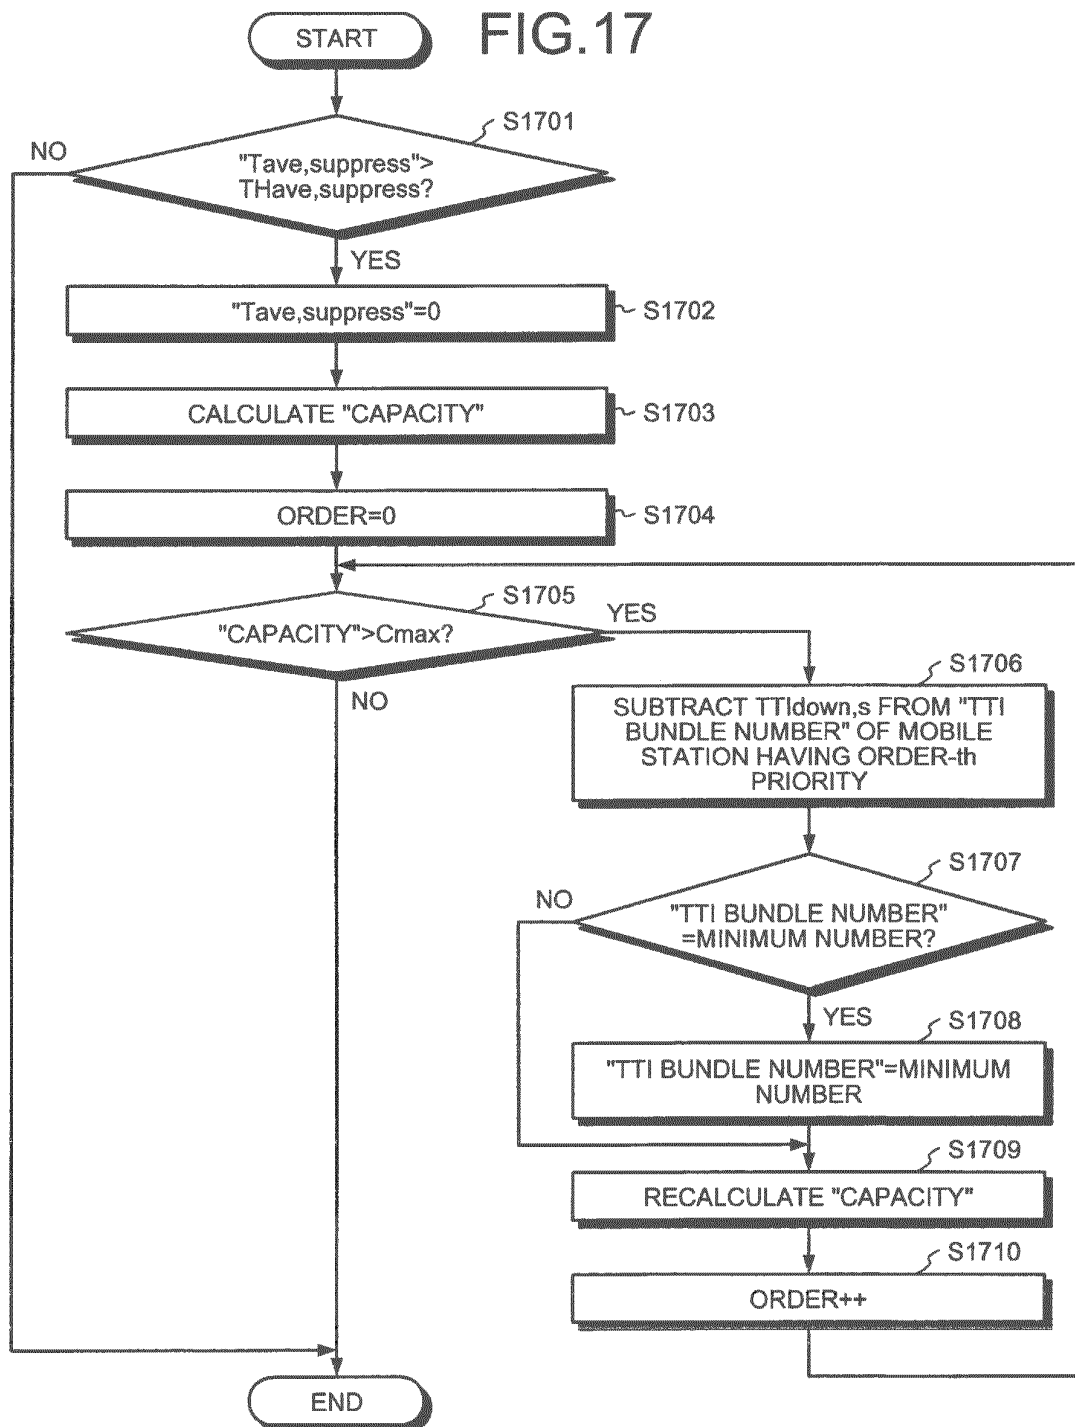 FIG.17
START
S1701
NO
"Tave,suppress">
THave,suppress?
YES
"Tave,suppress"=0
S1702
CALCULATE "CAPACITY"
S1703
ORDER=0
S1704
S1705
"CAPACITY">Cmax?
YES
NO
S1706
SUBTRACT TTIdown,s FROM "TTI
BUNDLE NUMBER" OF MOBILE
STATION HAVING ORDER-th
PRIORITY
S1707
NO
"TTI BUNDLE NUMBER"
=MINIMUM NUMBER?
YES
S1708
"TTI BUNDLE NUMBER"=MINIMUM
NUMBER
S1709
RECALCULATE "CAPACITY"
S1710
ORDER++
END